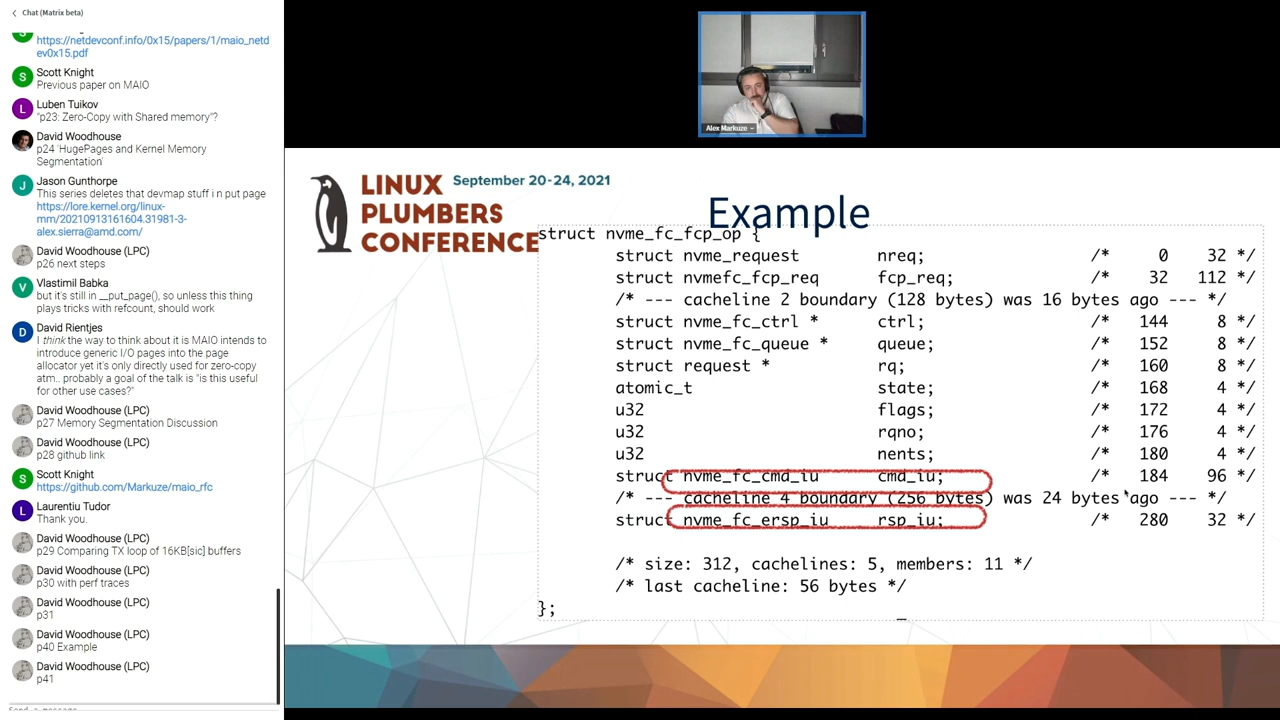 Chat (Matrix beta)
https://netdevconf.info/0x15/papers/1/maio_netd
ev0x15.pdf
S
Scott Knight
Previous paper on MAIO
L
Luben Tuikov
"p23: Zero-Copy with Shared memory"?
David Woodhouse
p24 'HugePages and Kernel Memory
Segmentation'
J
Jason Gunthorpe
This series deletes that devmap stuff i n put page
https://lore.kernel.org/linux-
mm/20210913161604.31981-3-
alex.sierra@amd.com/
David Woodhouse (LPC)
p26 next steps
V
Vlastimil Babka
but it's still in __put_page(), so unless this thing
plays tricks with refcount, should work
D
David Rientjes
I think the way to think about it is MAIO intends to
introduce generic I/O pages into the page
allocator yet it's only directly used for zero-copy
atm.. probably a goal of the talk is "is this useful
for other use cases?"
David Woodhouse (LPC)
p27 Memory Segmentation Discussion
David Woodhouse (LPC)
p28 github link
S
Scott Knight
https://github.com/Markuze/maio_rfc
L
Laurentiu Tudor
Thank you.
David Woodhouse (LPC)
p29 Comparing TX loop of 16KB[sic] buffers
David Woodhouse (LPC)
p30 with perf traces
David Woodhouse (LPC)
p31
David Woodhouse (LPC)
p40 Example
David Woodhouse (LPC)
p41
Send a message
Alex Markuze
LINUX
PLUMBERS
CONFERENCE
September 20-24, 2021
Example
struct nvme_fc_fcp_op {
struct nvme_request nreq; /* 0 32 */
struct nvmefc_fcp_req fcp_req; /* 32 112 */
/* --- cacheline 2 boundary (128 bytes) was 16 bytes ago --- */
struct nvme_fc_ctrl * ctrl; /* 144 8 */
struct nvme_fc_queue * queue; /* 152 8 */
struct request * rq; /* 160 8 */
atomic_t state; /* 168 4 */
u32 flags; /* 172 4 */
u32 rqno; /* 176 4 */
u32 nents; /* 180 4 */
struct nvme_fc_cmd_iu cmd_iu; /* 184 96 */
/* --- cacheline 4 boundary (256 bytes) was 24 bytes ago --- */
struct nvme_fc_ersp_iu rsp_iu; /* 280 32 */
/* size: 312, cachelines: 5, members: 11 */
/* last cacheline: 56 bytes */
};